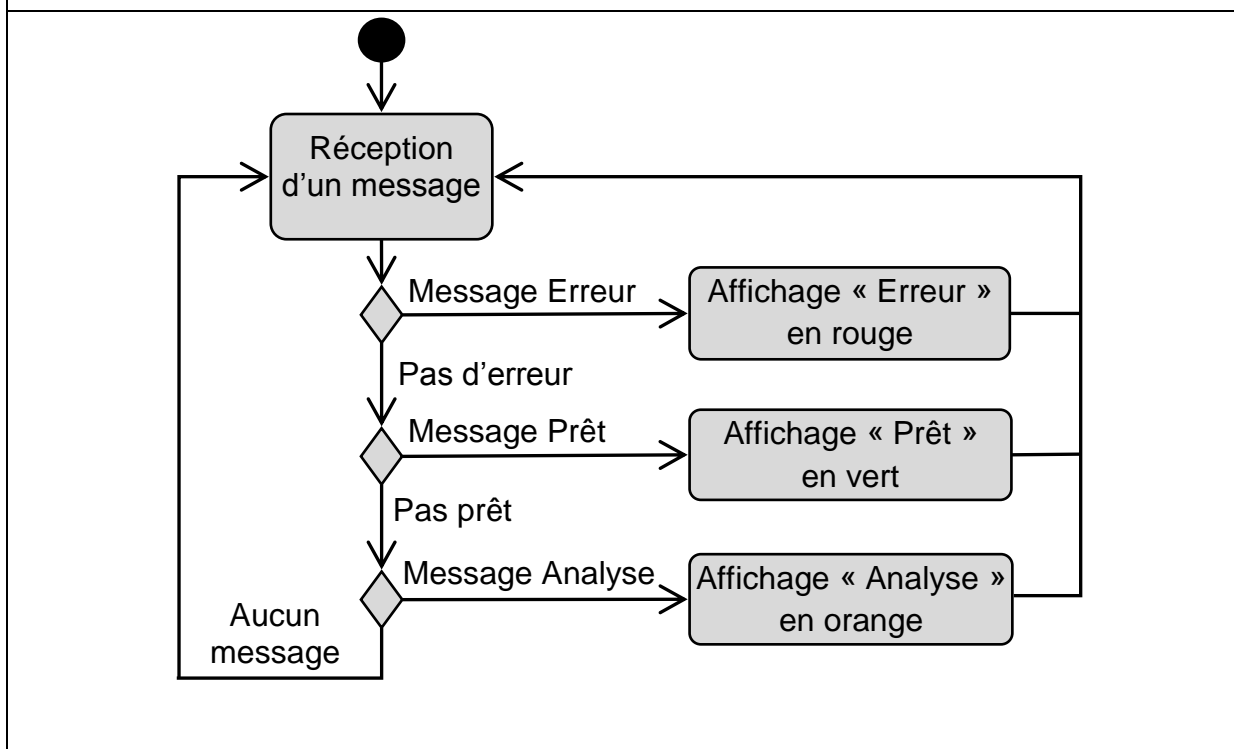 Réception
d’un message
Message Erreur
Affichage « Erreur »
en rouge
Pas d’erreur
Message Prêt
Affichage « Prêt »
en vert
Pas prêt
Message Analyse
Affichage « Analyse »
en orange
Aucun
message